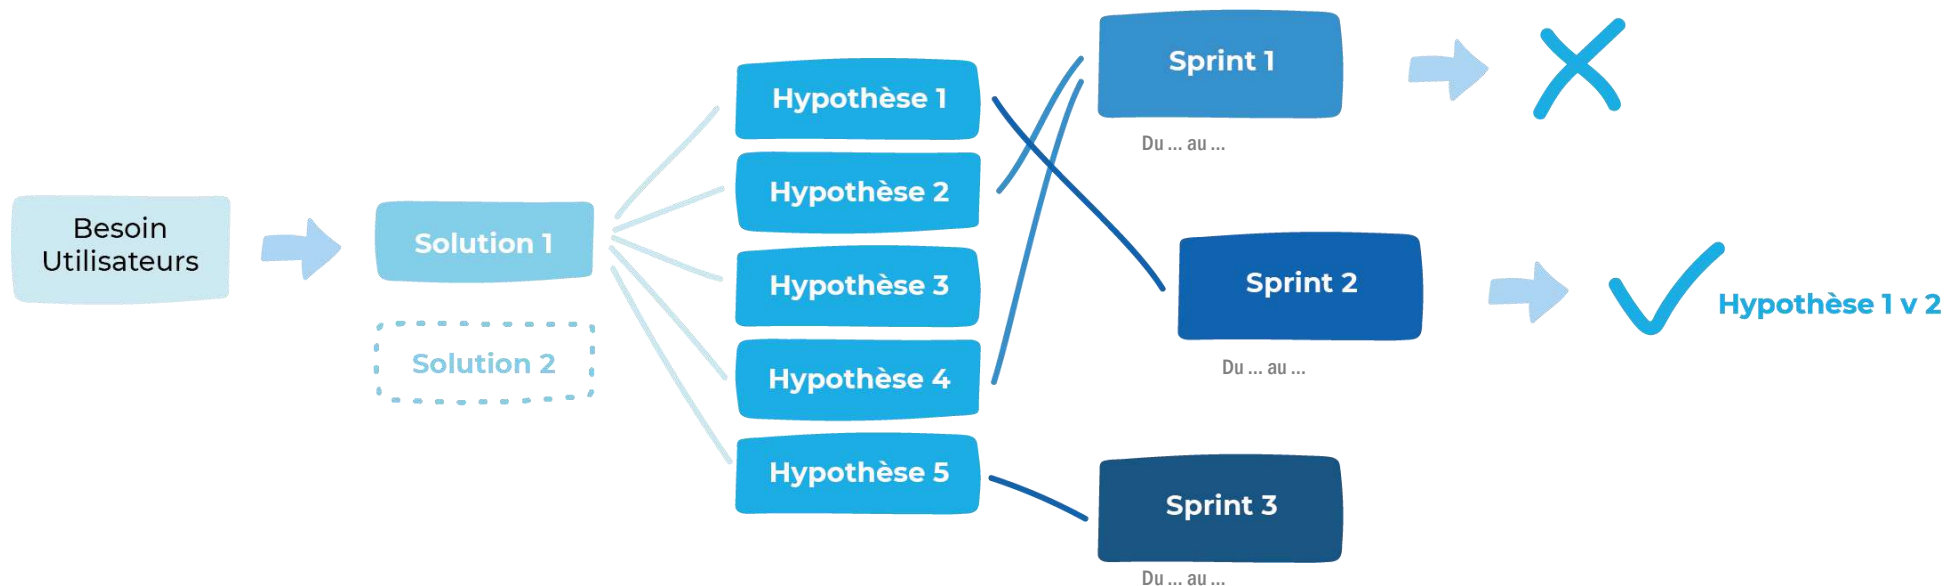 Besoin
Utilisateurs
Solution 1
Solution 2
Hypothèse 1
Hypothèse 2
Hypothèse 3
Hypothèse 4
Hypothèse 5
Sprint 1
Du ... au ...
Sprint 2
Du ... au ...
Hypothèse 1 v 2
Sprint 3
Du ... au ...